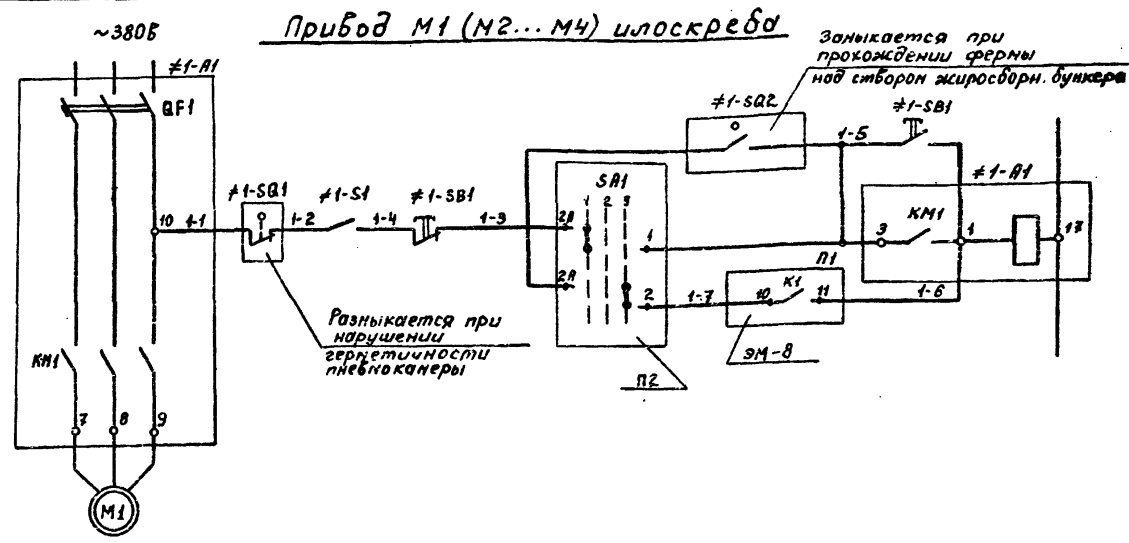 Привод М1 (М2... М4) илоскреба
~380В
≠1-А1
QF1
Замыкается при
прохождении фермы
над створом жиросборн. бункера
≠1-SQ2
≠1-SB1
1-5
≠1-SQ1
≠1-S1
≠1-SB1
SA1
1 2 3
≠1-А1
КМ1
10 1-1
1-2
1-4
1-3
2А
1
3
1
17
П1
2А
2
1-7
10 К1 11
1-6
Размыкается при
нарушении
герметичности
пневмокамеры
КМ1
ЭМ-8
П2
7 8 9
М1